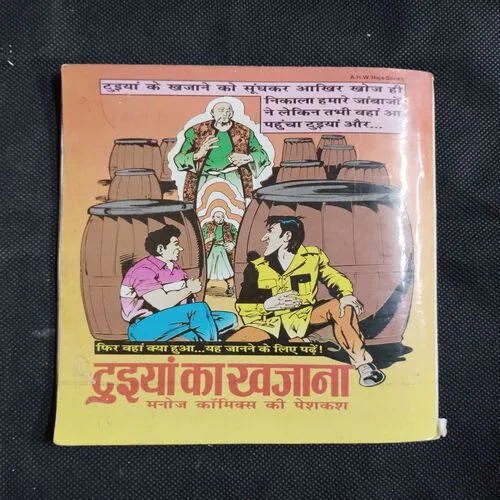 A.H.W. Raja Series
टुइयां के खजाने को सूंघकर आखिर खोज ही
निकाला हमारे जांबाजों
ने लेकिन तभी वहां आ
पहुंचा टुइयां और...
फिर वहां क्या हुआ...यह जानने के लिए पढ़ें!
टुइयां का खजाना
मनोज कॉमिक्स की पेशकश